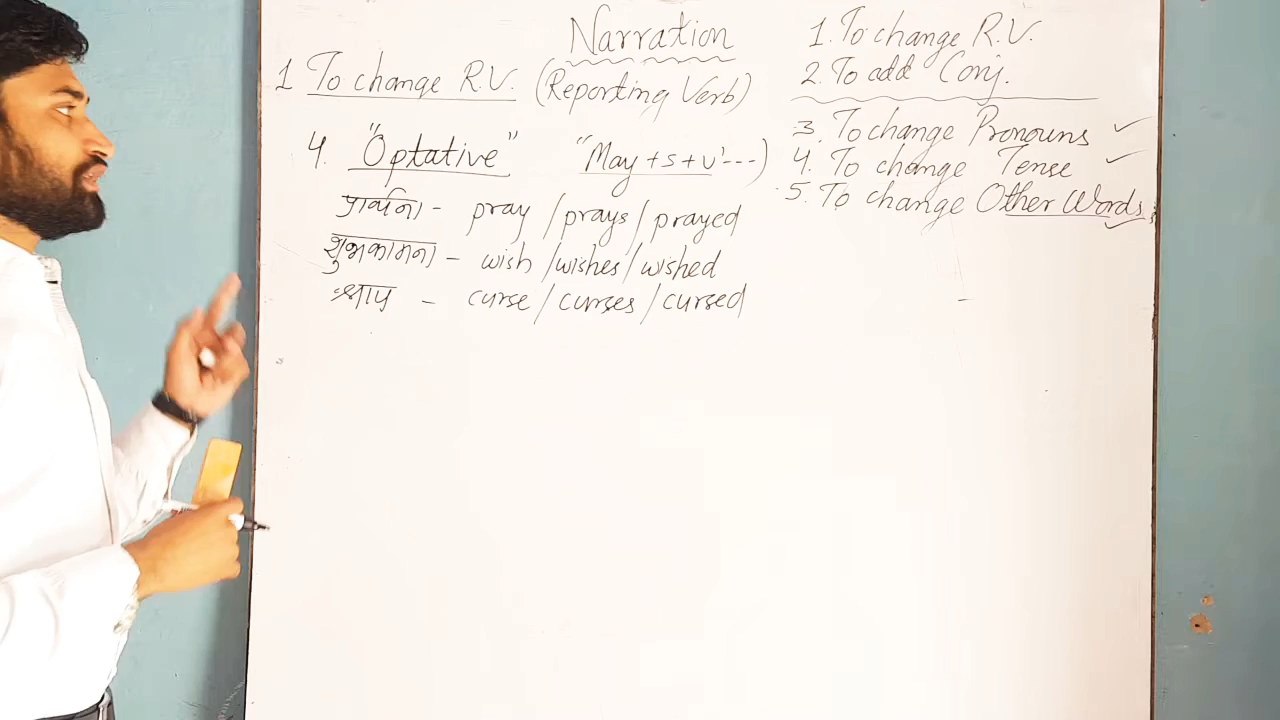 Narration
1 To change R.V. (Reporting Verb)
4. "Optative" "May + S + V¹---)
प्रार्थना - pray / prays / prayed
शुभकामना - wish / wishes / wished
श्राप - curse / curses / cursed
1. To change R.V.
2. To add Conj.
3. To change Pronouns ✓
4. To change Tense ✓
5. To change Other Words ✓